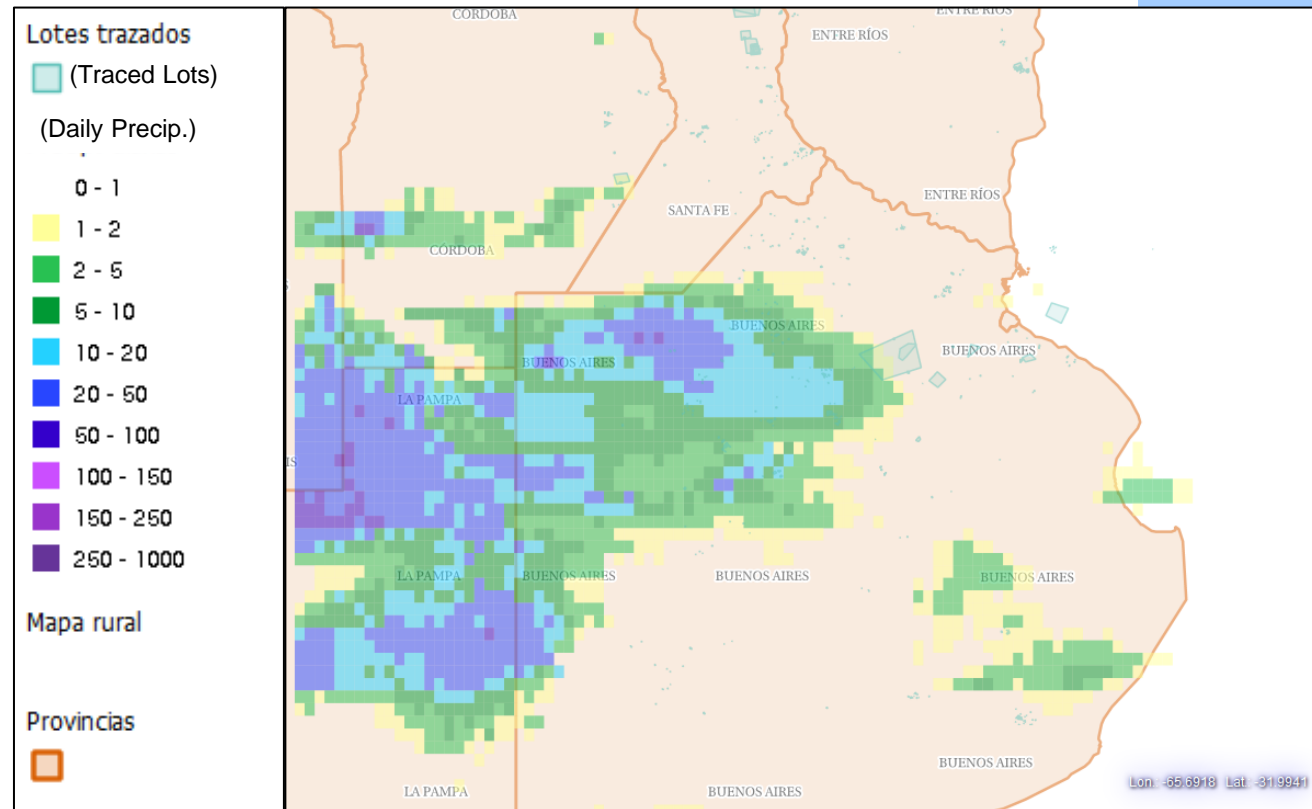 Lotes trazados
(Traced Lots)
(Daily Precip.)
0 - 1
1 - 2
2 - 5
5 - 10
10 - 20
20 - 50
50 - 100
100 - 150
150 - 250
250 - 1000
Mapa rural
Provincias
CÓRDOBA
ENTRE RÍOS
ENTRE RÍOS
ENTRE RÍOS
SANTA FE
CÓRDOBA
BUENOS AIRES
BUENOS AIRES
BUENOS AIRES
LA PAMPA
IS
LA PAMPA
BUENOS AIRES
BUENOS AIRES
BUENOS AIRES
BUENOS AIRES
LA PAMPA
BUENOS AIRES
Lon.: -65.6918 Lat.: -31.9941